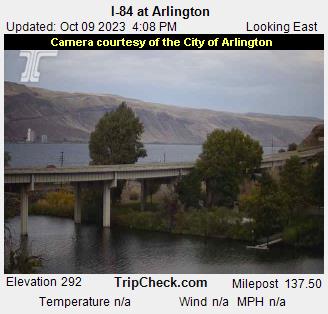 I-84 at Arlington
Updated: Oct 09 2023 4:08 PM Looking East
Camera courtesy of the City of Arlington
Elevation 292 TripCheck.com Milepost 137.50
Temperature n/a Wind n/a MPH n/a